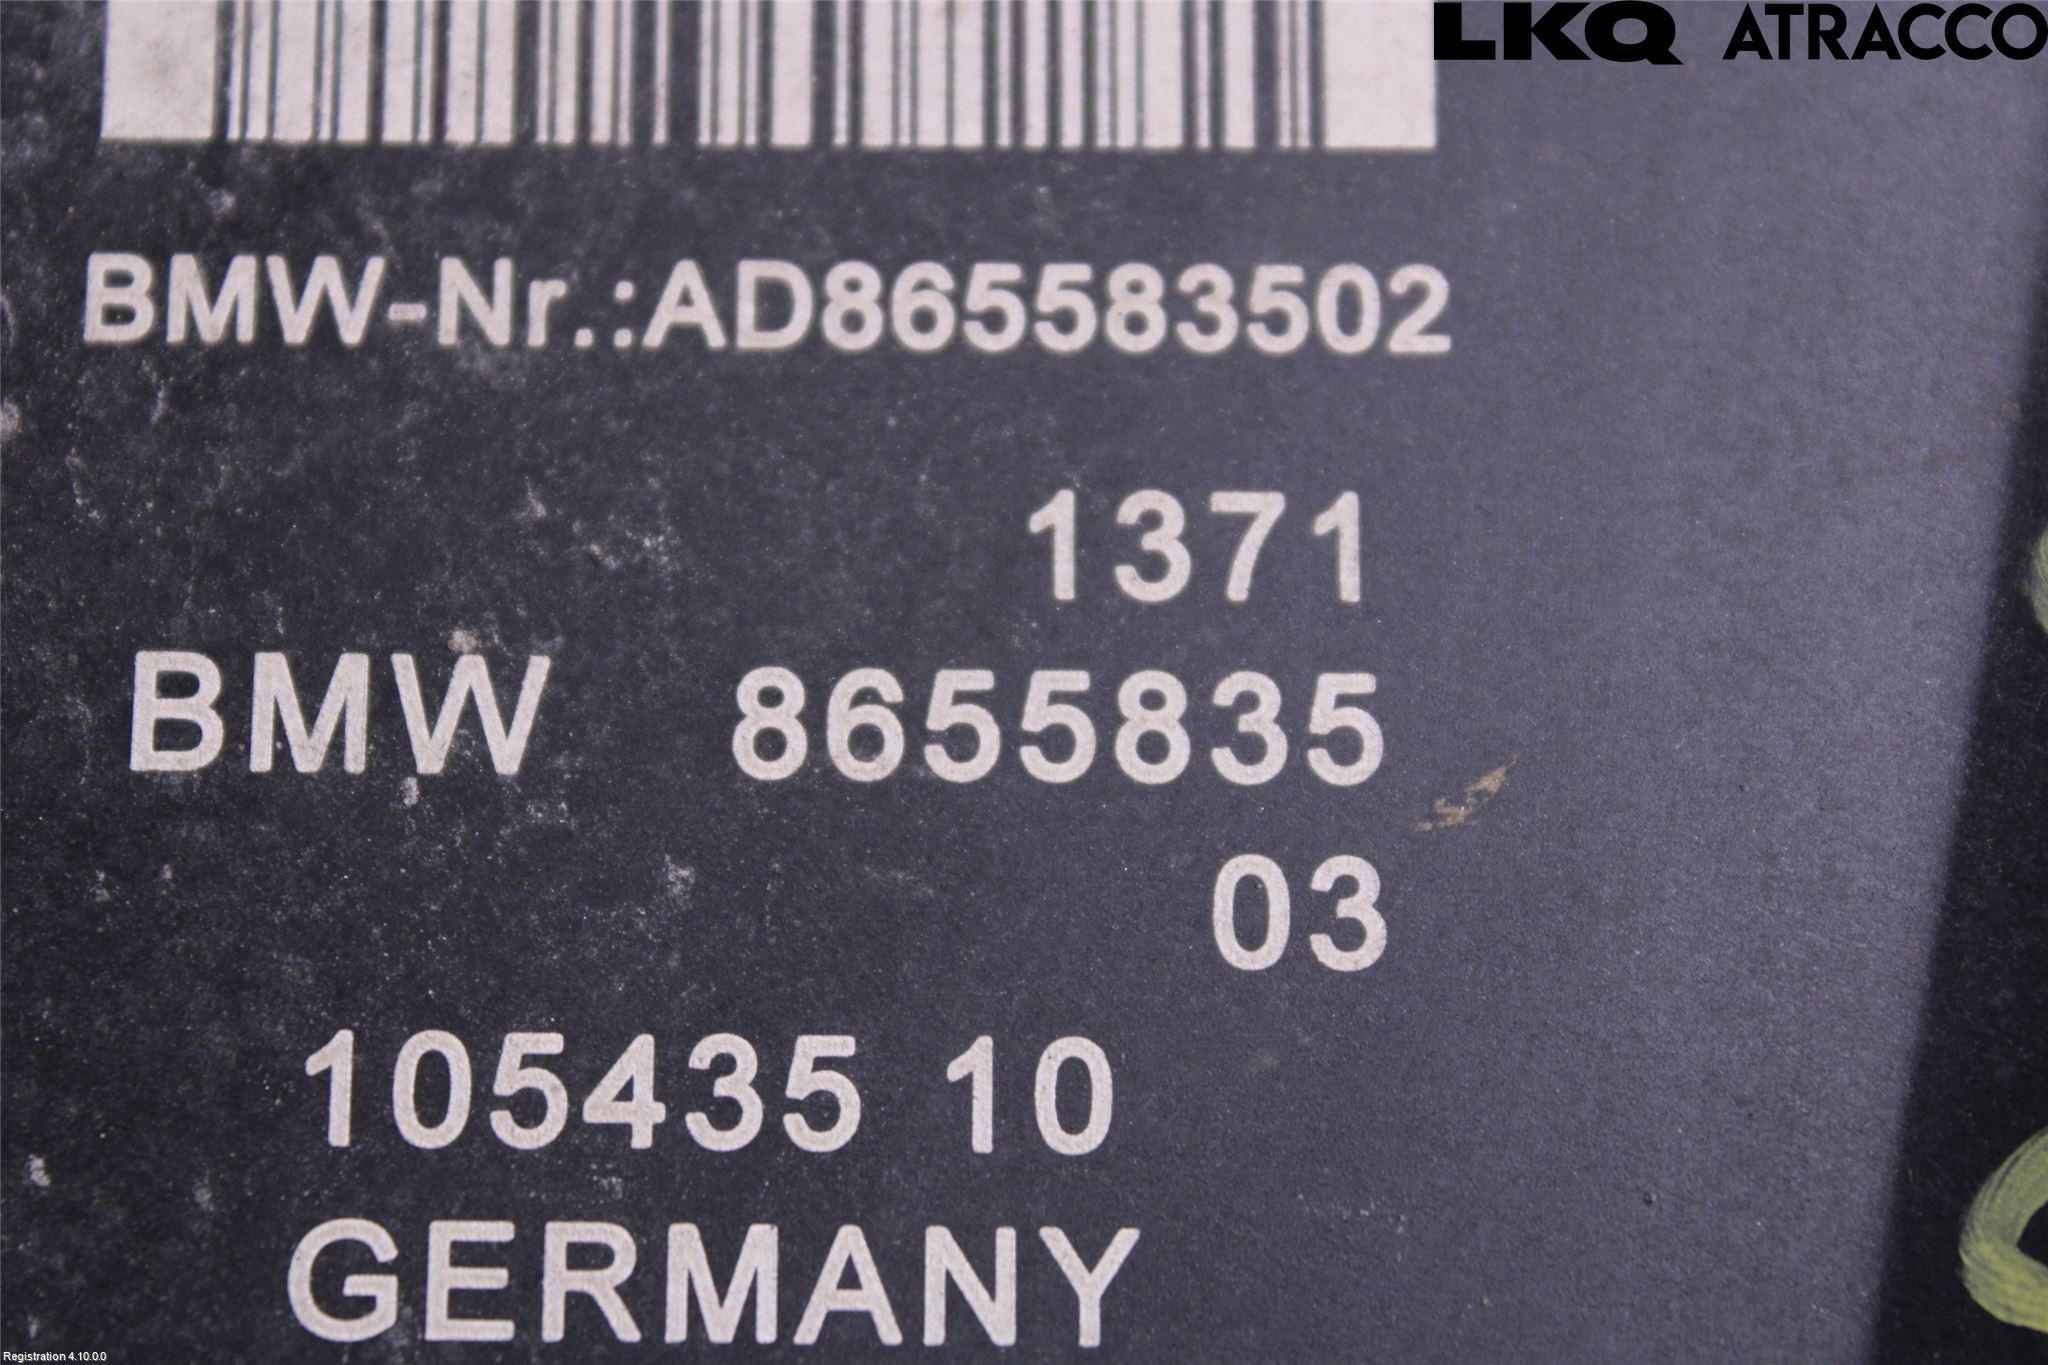 LKQ ATRACCO
BMW-Nr.:AD865583502
1371
BMW 8655835
03
105435 10
GERMANY
Registration 4.10.0.0